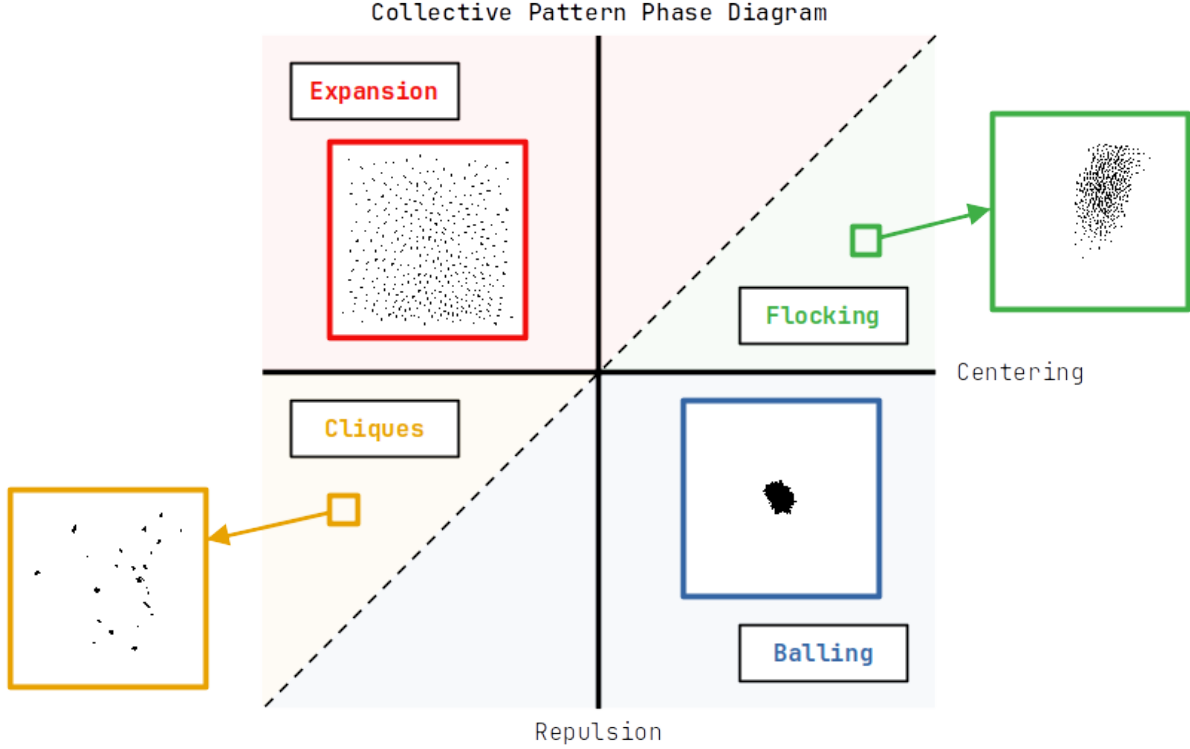 Collective Pattern Phase Diagram
Expansion
Flocking
Centering
Cliques
Balling
Repulsion